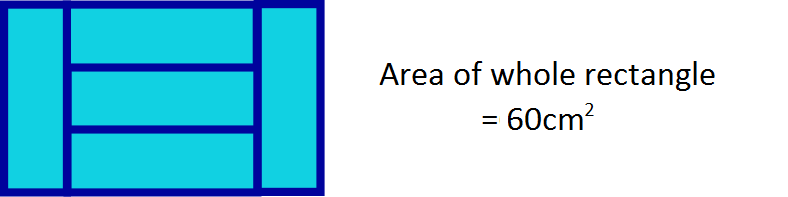 Area of whole rectangle
= 60cm²